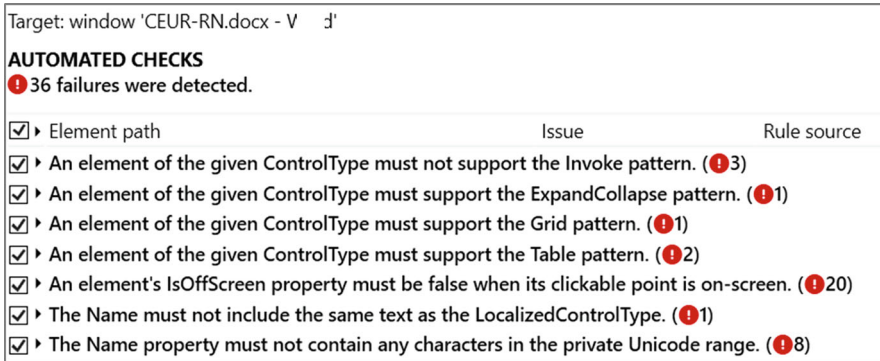 Target: window 'CEUR-RN.docx -
AUTOMATED CHECKS
36 failures were detected.
Element path Issue Rule source
An element of the given ControlType must not support the Invoke pattern. (!3)
An element of the given ControlType must support the ExpandCollapse pattern. (!1)
An element of the given ControlType must support the Grid pattern. (!1)
An element of the given ControlType must support the Table pattern. (!2)
An element's IsOffScreen property must be false when its clickable point is on-screen. (!20)
The Name must not include the same text as the LocalizedControlType. (!1)
The Name property must not contain any characters in the private Unicode range. (!8)